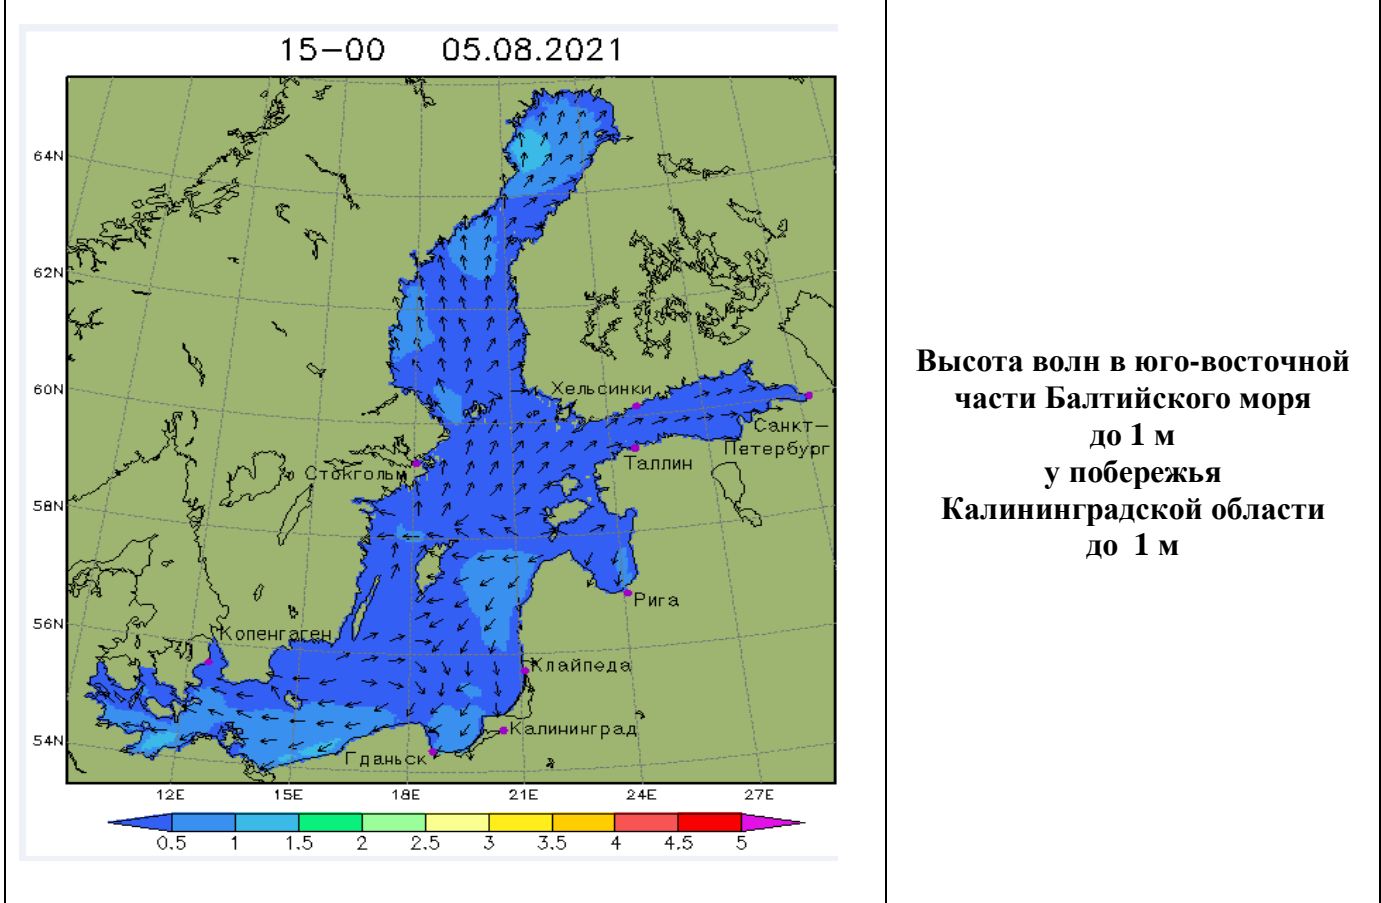 15-00 05.08.2021
64N
62N
60N
58N
56N
54N
Хельсинки
Санкт-
Петербург
Таллин
Стокгольм
Рига
Копенгаген
Клайпеда
Калининград
Гданьск
12E 15E 18E 21E 24E 27E
0.5 1 1.5 2 2.5 3 3.5 4 4.5 5
Высота волн в юго-восточной
части Балтийского моря
до 1 м
у побережья
Калининградской области
до 1 м